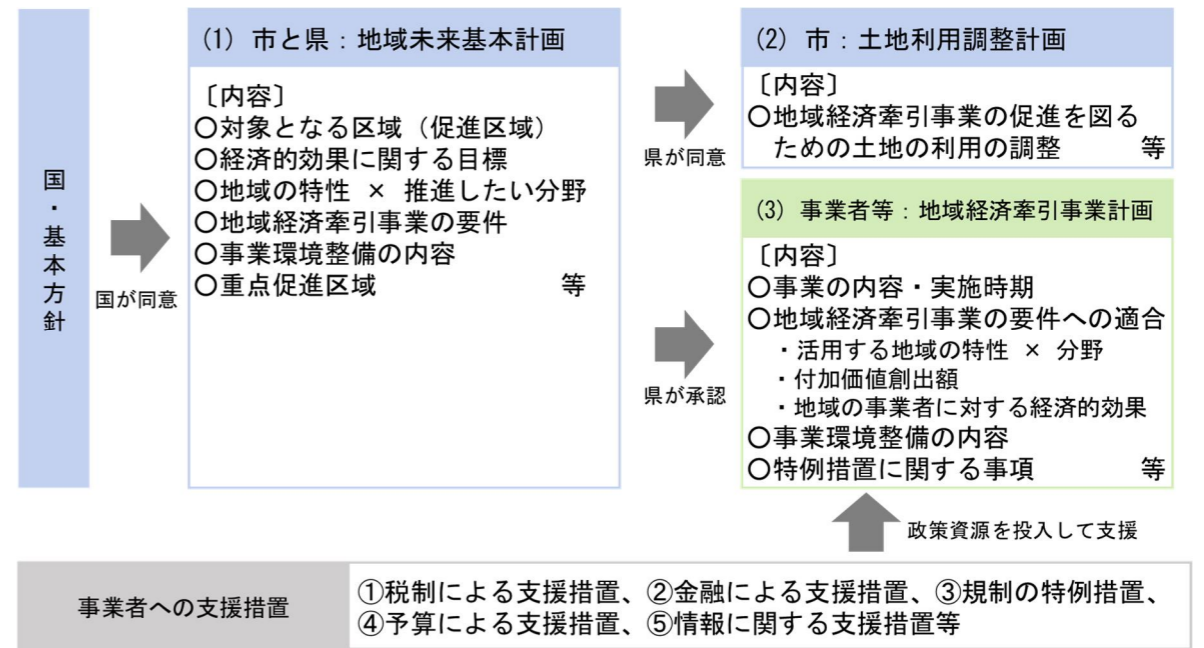 国・基本方針
国が同意
(1) 市と県：地域未来基本計画
〔内容〕
〇対象となる区域（促進区域）
〇経済的効果に関する目標
〇地域の特性 × 推進したい分野
〇地域経済牽引事業の要件
〇事業環境整備の内容
〇重点促進区域 等
県が同意
(2) 市：土地利用調整計画
〔内容〕
〇地域経済牽引事業の促進を図る
ための土地の利用の調整 等
県が承認
(3) 事業者等：地域経済牽引事業計画
〔内容〕
〇事業の内容・実施時期
〇地域経済牽引事業の要件への適合
・活用する地域の特性 × 分野
・付加価値創出額
・地域の事業者に対する経済的効果
〇事業環境整備の内容
〇特例措置に関する事項 等
政策資源を投入して支援
事業者への支援措置
①税制による支援措置、②金融による支援措置、③規制の特例措置、
④予算による支援措置、⑤情報に関する支援措置等